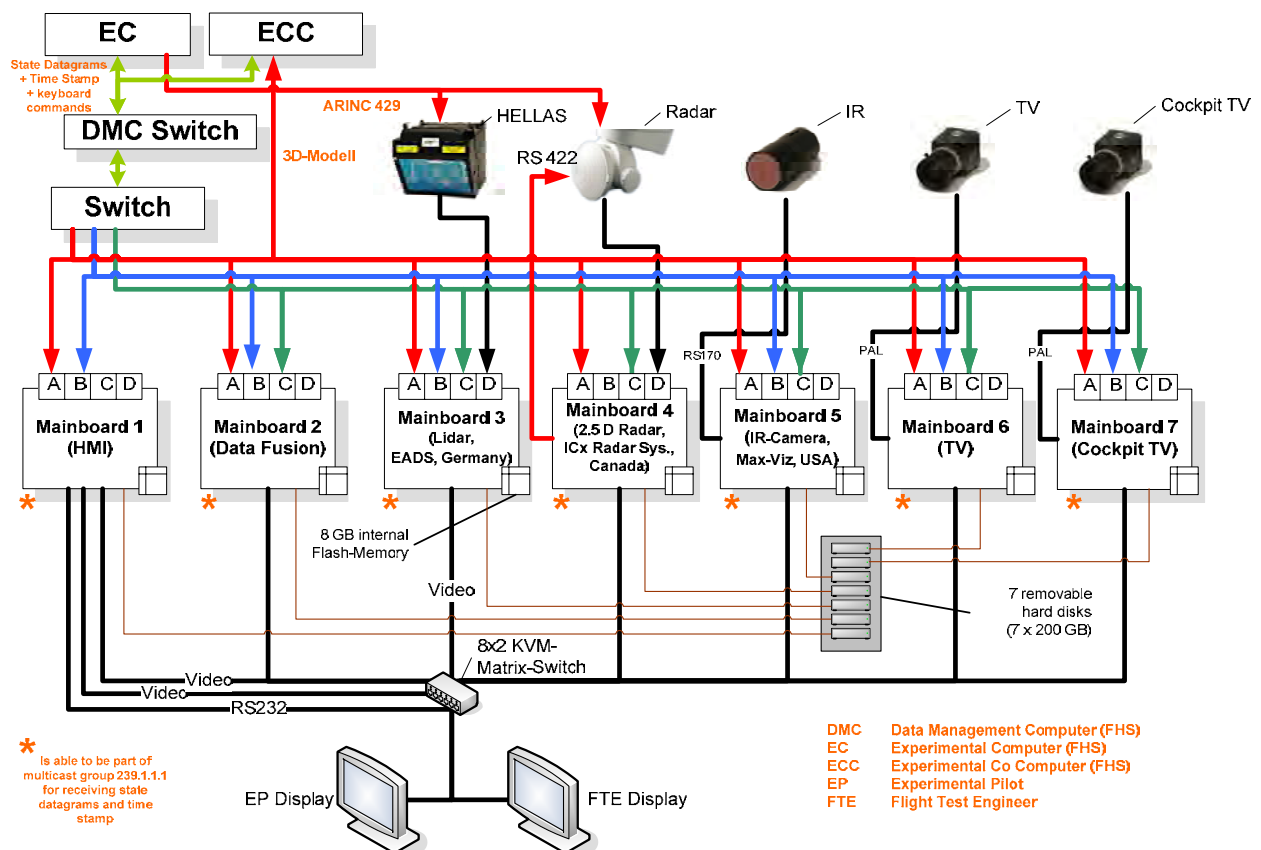 EC
ECC
State Datagrams
+ Time Stamp
+ keyboard
commands
DMC Switch
Switch
ARINC 429
3D-Modell
HELLAS
RS 422
Radar
IR
TV
Cockpit TV
RS170
PAL
PAL
A B C D
Mainboard 1
(HMI)
A B C D
Mainboard 2
(Data Fusion)
A B C D
Mainboard 3
(Lidar,
EADS, Germany)
A B C D
Mainboard 4
(2.5 D Radar,
ICx Radar Sys.,
Canada)
A B C D
Mainboard 5
(IR-Camera,
Max-Viz, USA)
A B C D
Mainboard 6
(TV)
A B C D
Mainboard 7
(Cockpit TV)
* * * * * * *
8 GB internal
Flash-Memory
Video
7 removable
hard disks
(7 x 200 GB)
8x2 KVM-
Matrix-Switch
Video
Video
RS232
* Is able to be part of
multicast group 239.1.1.1
for receiving state
datagrams and time
stamp
EP Display
FTE Display
DMC Data Management Computer (FHS)
EC Experimental Computer (FHS)
ECC Experimental Co Computer (FHS)
EP Experimental Pilot
FTE Flight Test Engineer